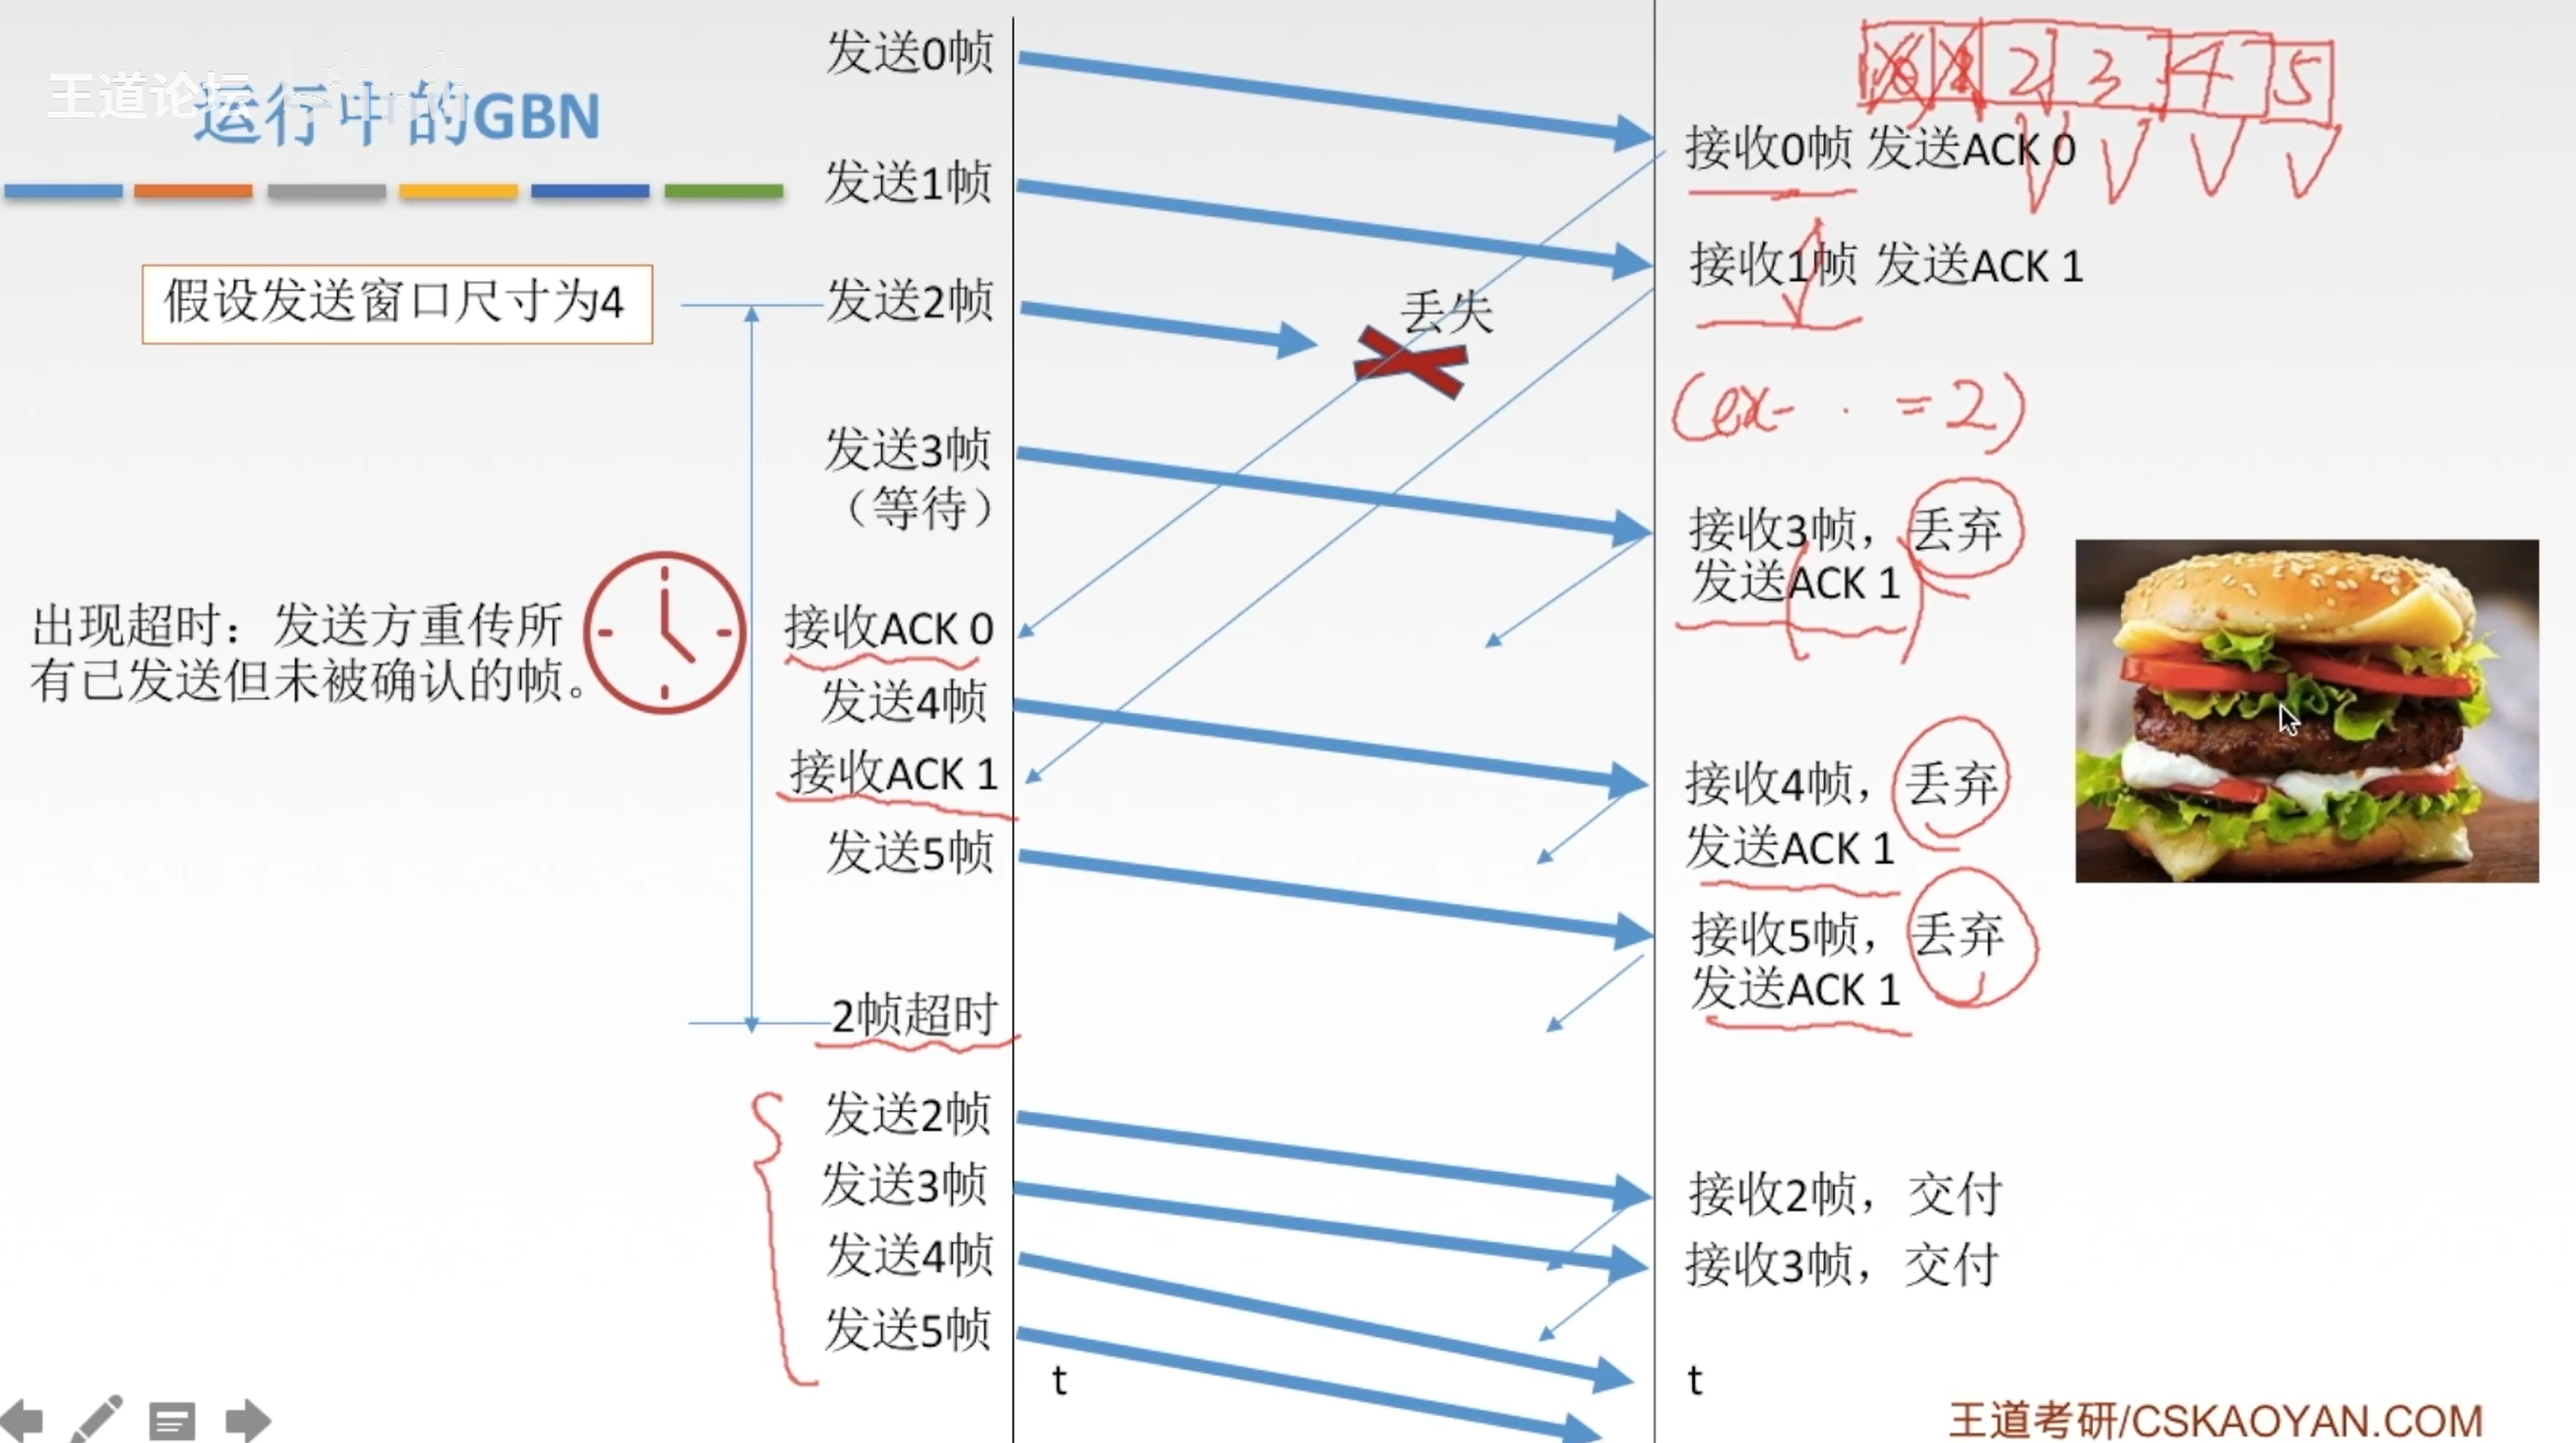 王道论坛
运行中的GBN
假设发送窗口尺寸为4
出现超时：发送方重传所
有已发送但未被确认的帧。
发送0帧
发送1帧
发送2帧
发送3帧
（等待）
接收ACK 0
发送4帧
接收ACK 1
发送5帧
2帧超时
发送2帧
发送3帧
发送4帧
发送5帧
丢失
t
2 3 4 5
接收0帧 发送ACK 0
接收1帧 发送ACK 1
(ex- · =2)
接收3帧，丢弃
发送ACK 1
接收4帧，丢弃
发送ACK 1
接收5帧，丢弃
发送ACK 1
接收2帧，交付
接收3帧，交付
t
王道考研/CSKAOYAN.COM